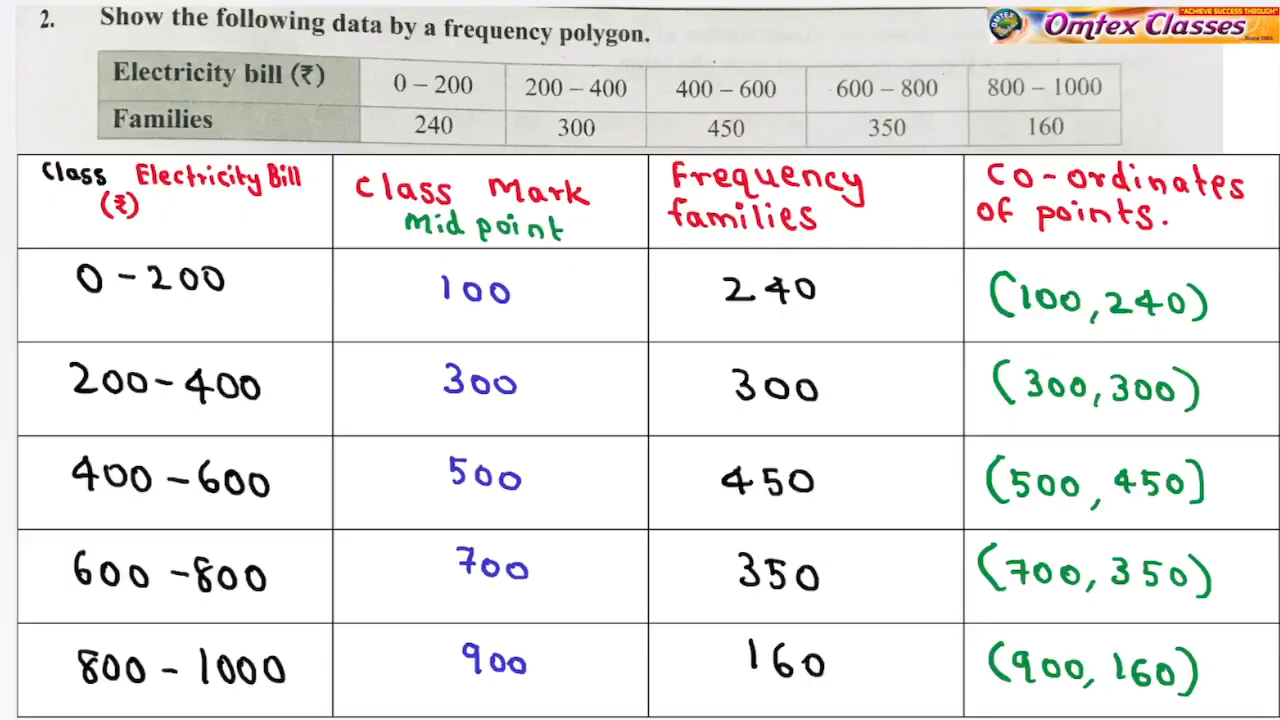 2. Show the following data by a frequency polygon.
"ACHIEVE SUCCESS THROUGH"
OMTEX
Omtex Classes
Since 2001
Electricity bill (₹) 0 – 200 200 – 400 400 – 600 600 – 800 800 – 1000
Families 240 300 450 350 160
Class Electricity Bill
(₹)
Class Mark
Mid point
Frequency
families
Co-ordinates
of points.
0 - 200 100 240 (100, 240)
200 - 400 300 300 (300, 300)
400 - 600 500 450 (500, 450]
600 - 800 700 350 (700, 350)
800 - 1000 900 160 (900, 160)